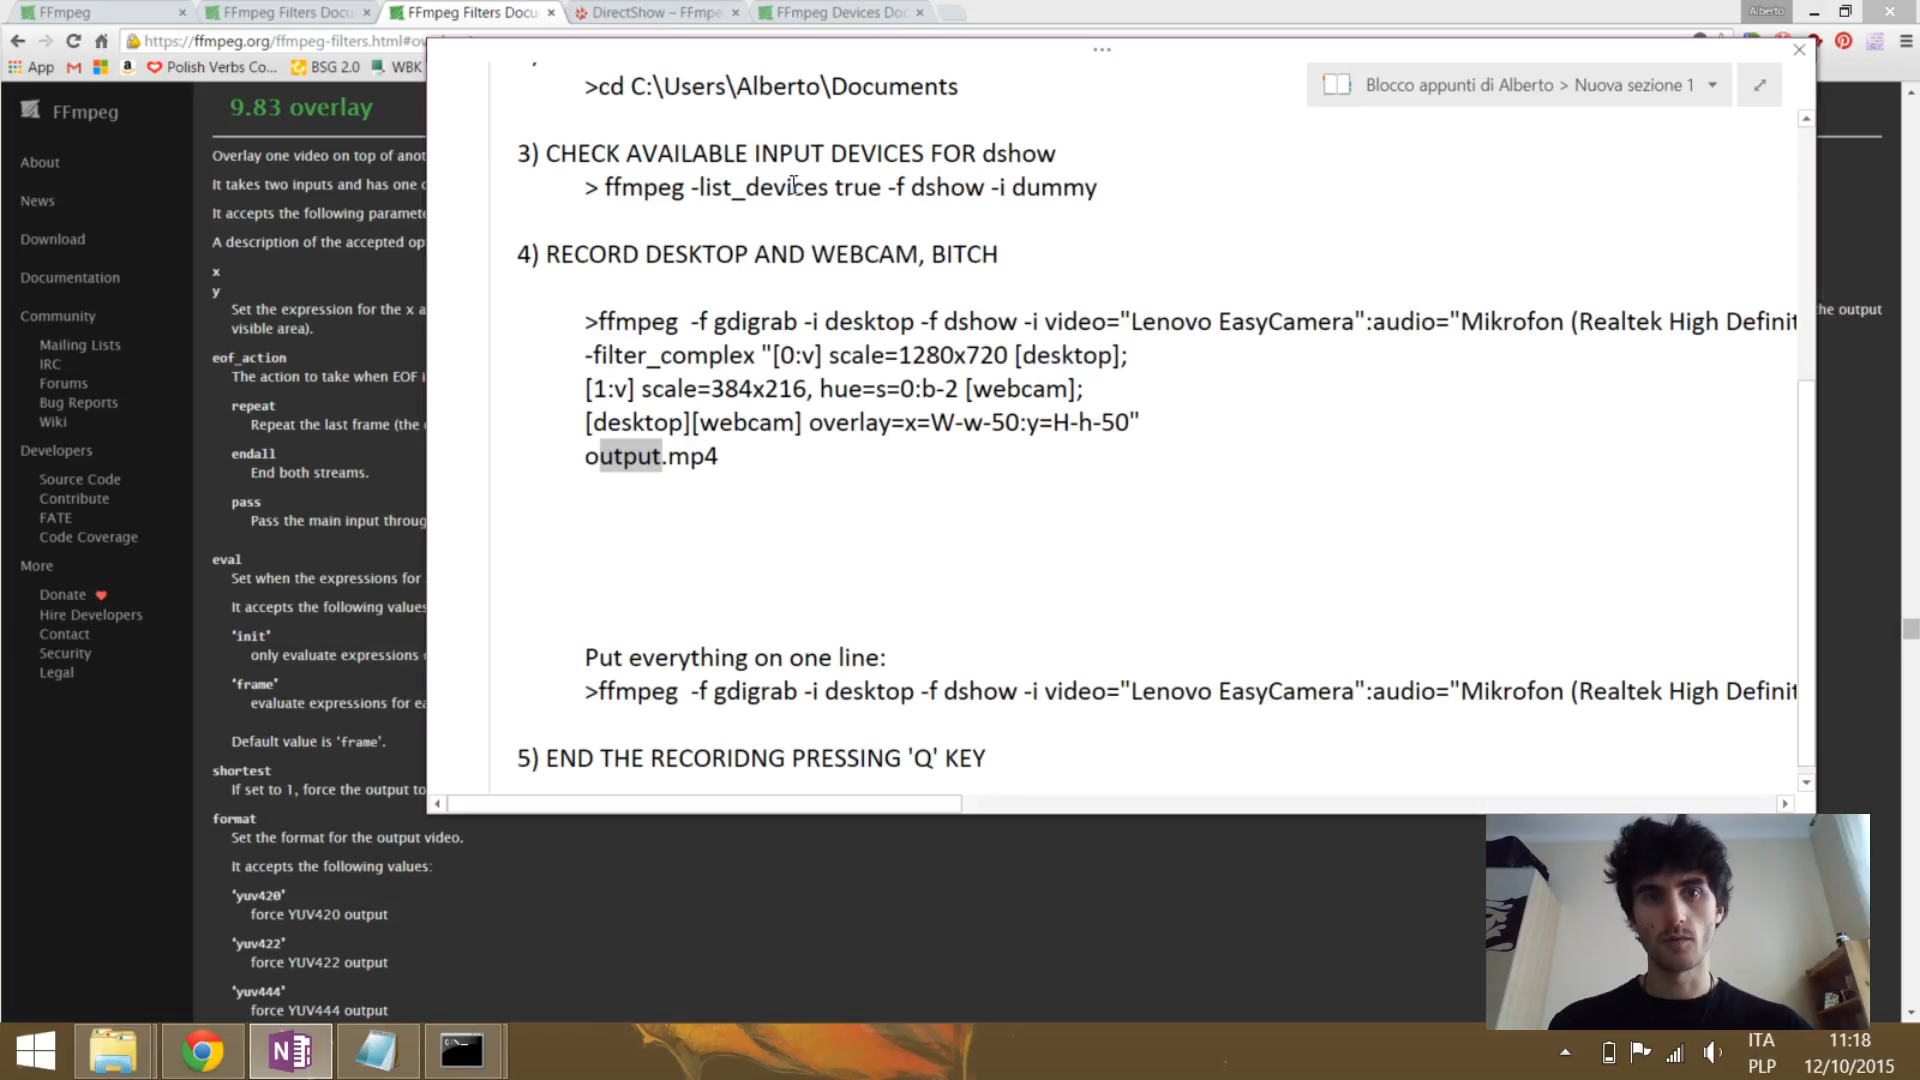 FFmpeg
FFmpeg Filters Docu
FFmpeg Filters Docu
DirectShow – FFmpe
FFmpeg Devices Doc
Alberto
https://ffmpeg.org/ffmpeg-filters.html#ov
App
Polish Verbs Co...
BSG 2.0
WBK
FFmpeg
About
News
Download
Documentation
Community
Mailing Lists
IRC
Forums
Bug Reports
Wiki
Developers
Source Code
Contribute
FATE
Code Coverage
More
Donate
Hire Developers
Contact
Security
Legal
9.83 overlay
Overlay one video on top of anot
It takes two inputs and has one o
It accepts the following paramete
A description of the accepted op
x
y
Set the expression for the x a
visible area).
the output
eof_action
The action to take when EOF i
repeat
Repeat the last frame (the d
endall
End both streams.
pass
Pass the main input throug
eval
Set when the expressions for
It accepts the following values
‘init’
only evaluate expressions
‘frame’
evaluate expressions for ea
Default value is ‘frame’.
shortest
If set to 1, force the output to
format
Set the format for the output video.
It accepts the following values:
‘yuv420’
force YUV420 output
‘yuv422’
force YUV422 output
‘yuv444’
force YUV444 output
Blocco appunti di Alberto > Nuova sezione 1
>cd C:\Users\Alberto\Documents
3) CHECK AVAILABLE INPUT DEVICES FOR dshow
> ffmpeg -list_devices true -f dshow -i dummy
4) RECORD DESKTOP AND WEBCAM, BITCH
>ffmpeg -f gdigrab -i desktop -f dshow -i video="Lenovo EasyCamera":audio="Mikrofon (Realtek High Definit
-filter_complex "[0:v] scale=1280x720 [desktop];
[1:v] scale=384x216, hue=s=0:b-2 [webcam];
[desktop][webcam] overlay=x=W-w-50:y=H-h-50"
output.mp4
Put everything on one line:
>ffmpeg -f gdigrab -i desktop -f dshow -i video="Lenovo EasyCamera":audio="Mikrofon (Realtek High Definit
5) END THE RECORIDNG PRESSING 'Q' KEY
ITA
PLP
11:18
12/10/2015